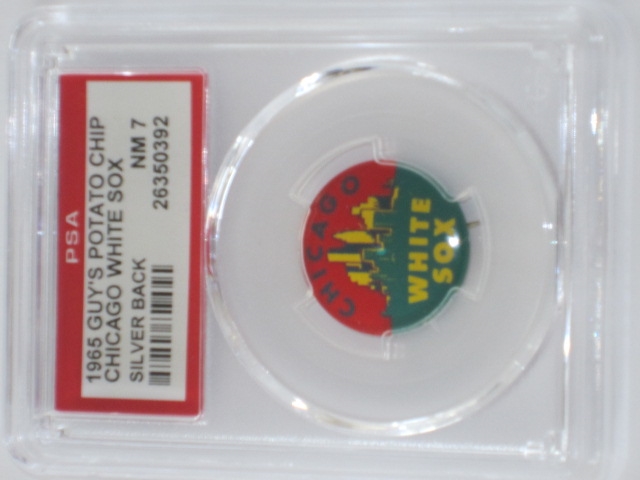 PSA
1965 GUY'S POTATO CHIP
CHICAGO WHITE SOX
NM 7
SILVER BACK
26350392
CHICAGO
WHITE
SOX